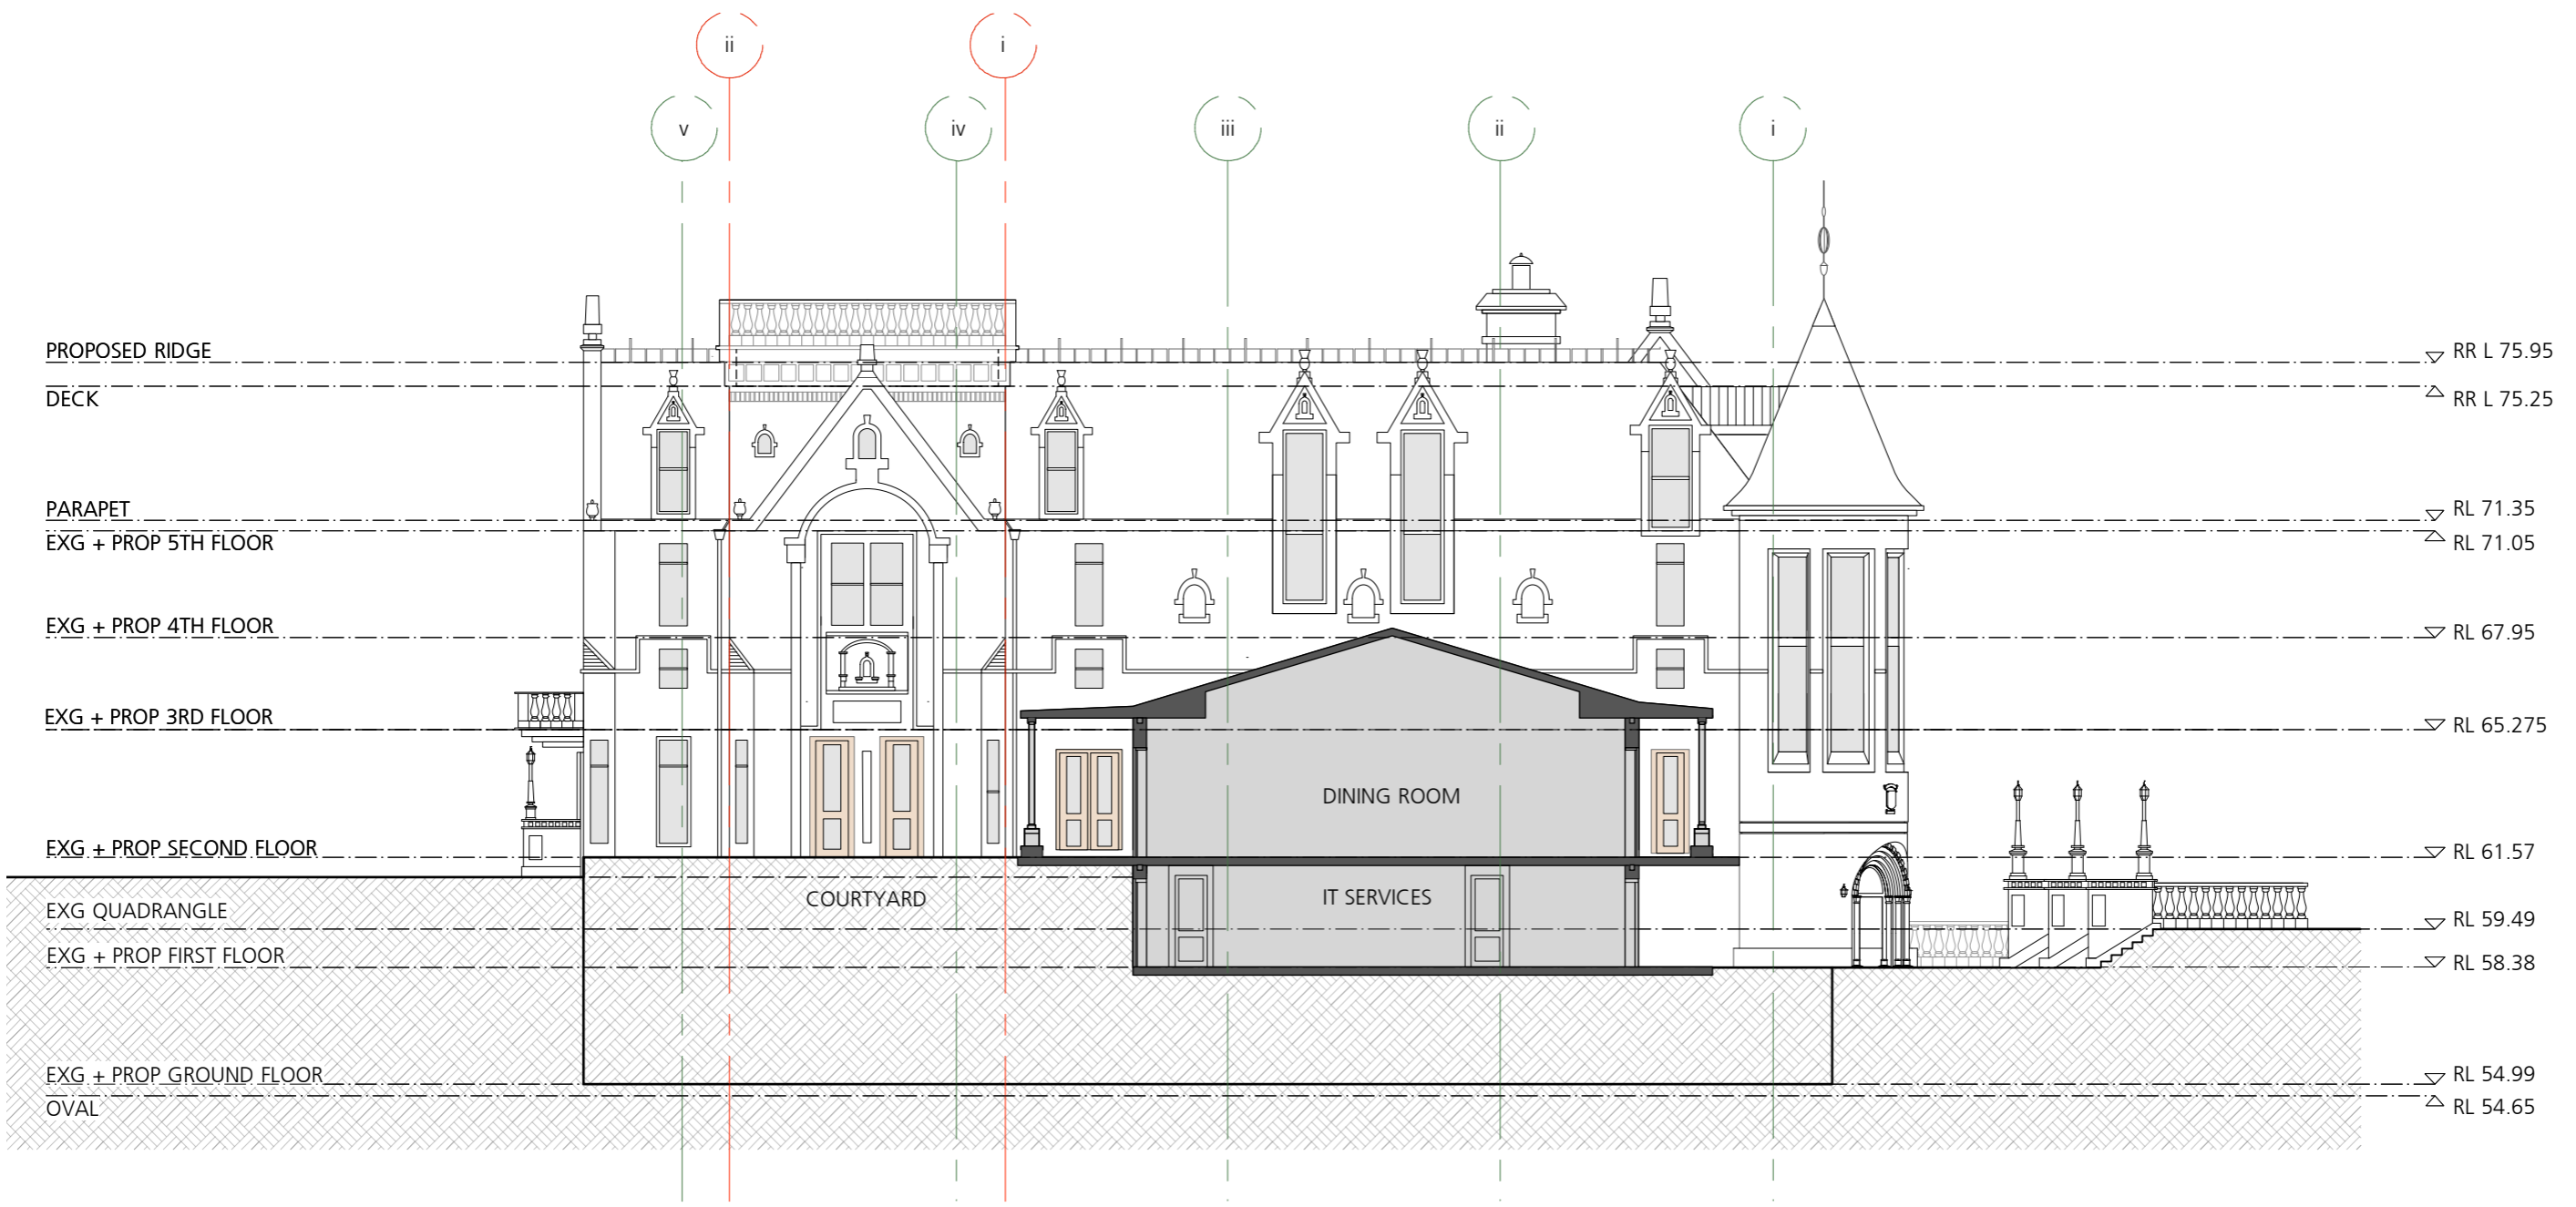 ii
i
v
iv
iii
ii
i
PROPOSED RIDGE
RR L 75.95
DECK
RR L 75.25
PARAPET
RL 71.35
EXG + PROP 5TH FLOOR
RL 71.05
EXG + PROP 4TH FLOOR
RL 67.95
EXG + PROP 3RD FLOOR
RL 65.275
DINING ROOM
EXG + PROP SECOND FLOOR
RL 61.57
COURTYARD
IT SERVICES
EXG QUADRANGLE
RL 59.49
EXG + PROP FIRST FLOOR
RL 58.38
EXG + PROP GROUND FLOOR
RL 54.99
OVAL
RL 54.65